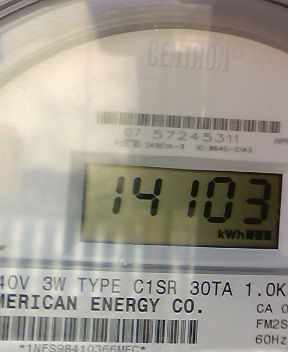 CENTRON®
07 57245311
14103
kWh
40V 3W TYPE C1SR 30TA 1.0K
MERICAN ENERGY CO.
CA 0
FM2S
60Hz
*1NFS98410366MEC*